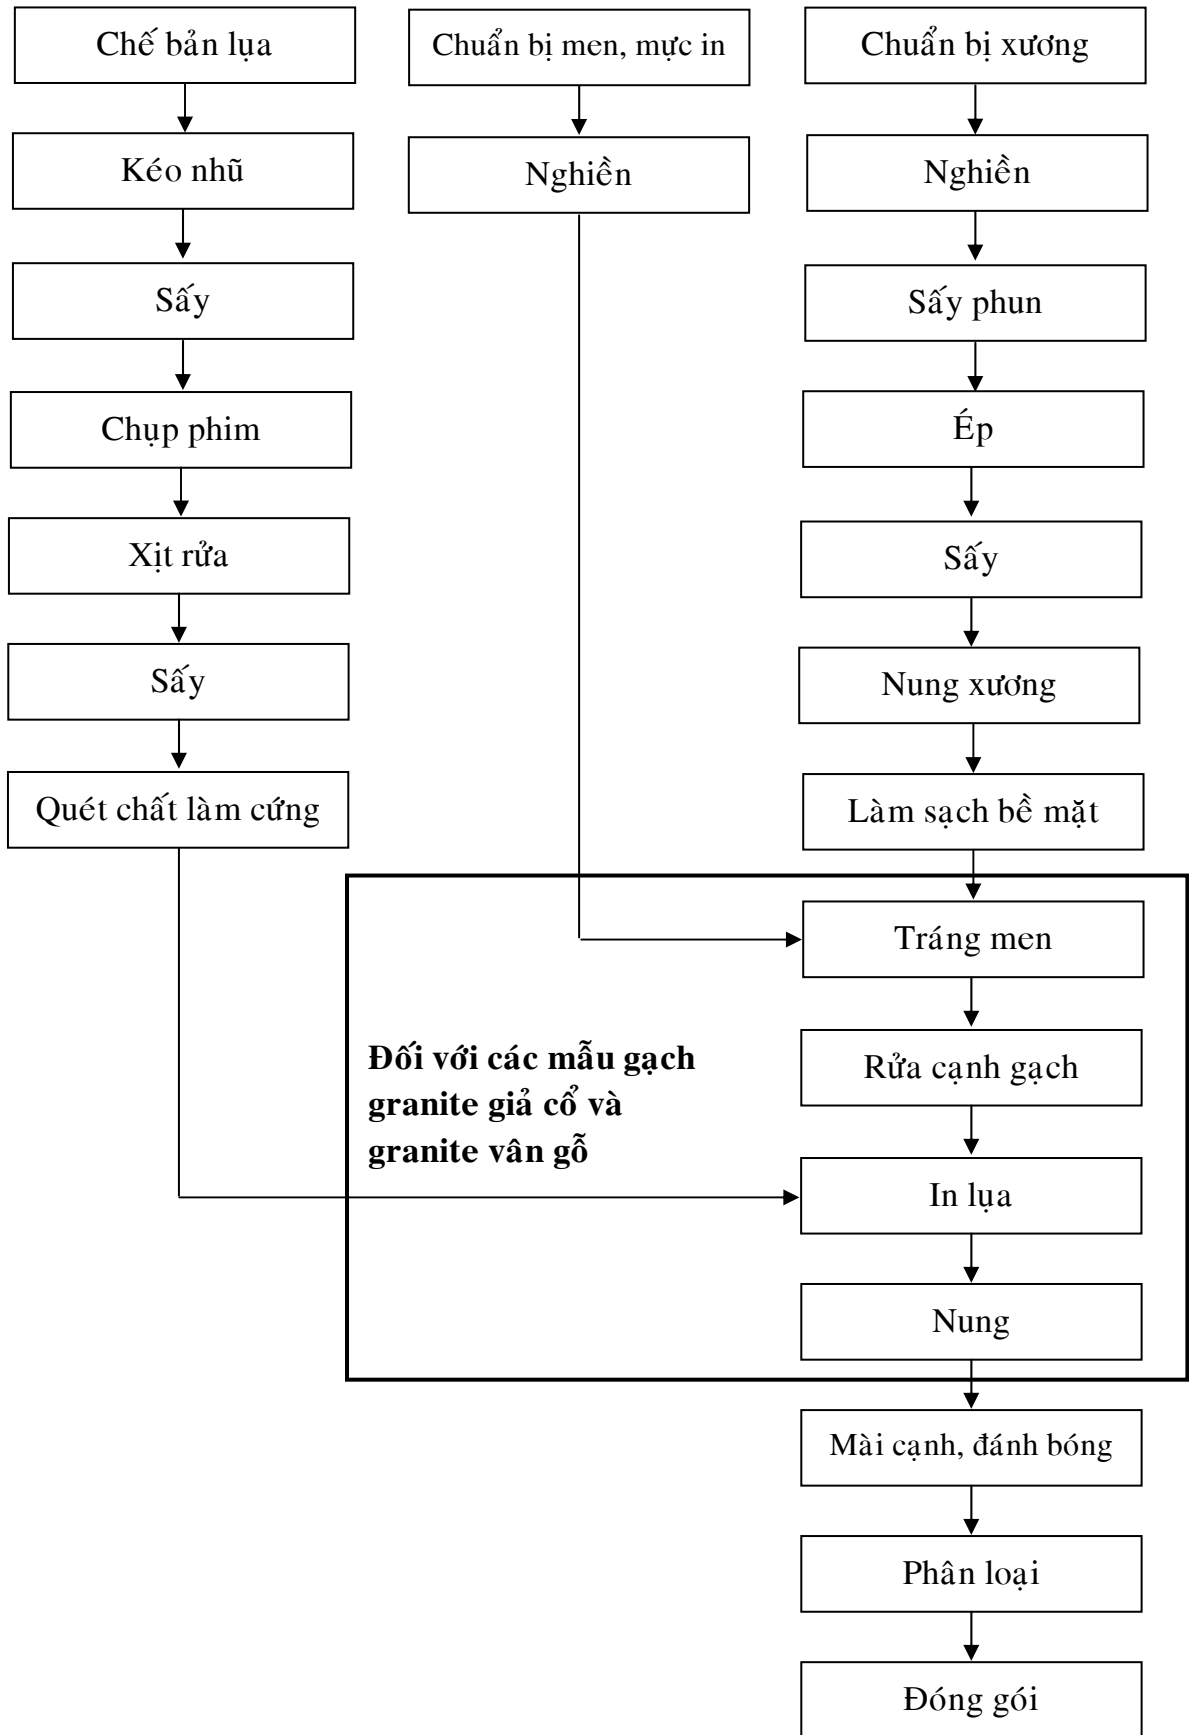 Chế bản lụa
Kéo nhũ
Sấy
Chụp phim
Xịt rửa
Sấy
Quét chất làm cứng
Chuẩn bị men, mực in
Nghiền
Chuẩn bị xương
Nghiền
Sấy phun
Ép
Sấy
Nung xương
Làm sạch bề mặt
Đối với các mẫu gạch
granite giả cổ và
granite vân gỗ
Tráng men
Rửa cạnh gạch
In lụa
Nung
Mài cạnh, đánh bóng
Phân loại
Đóng gói